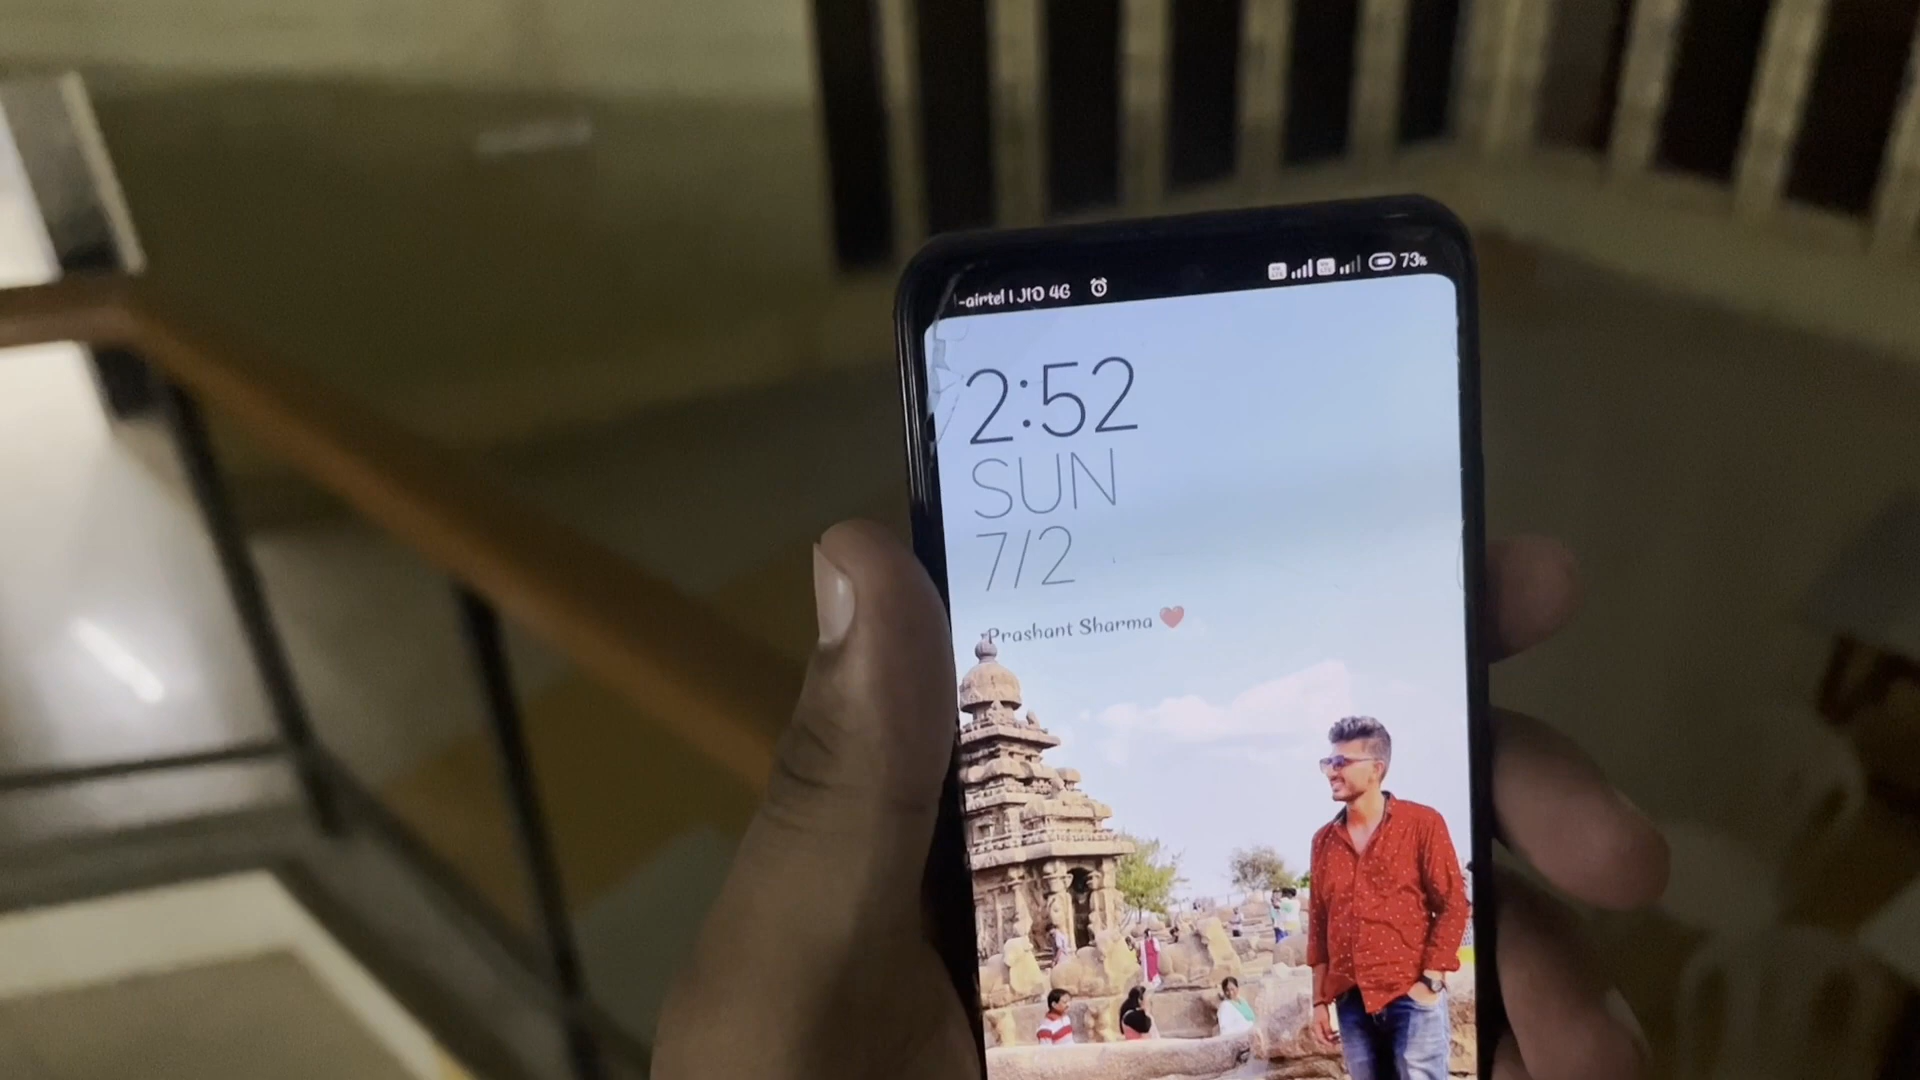 -airtel | JIO 4G 73%
2:52
SUN
7/2
Prashant Sharma ❤️